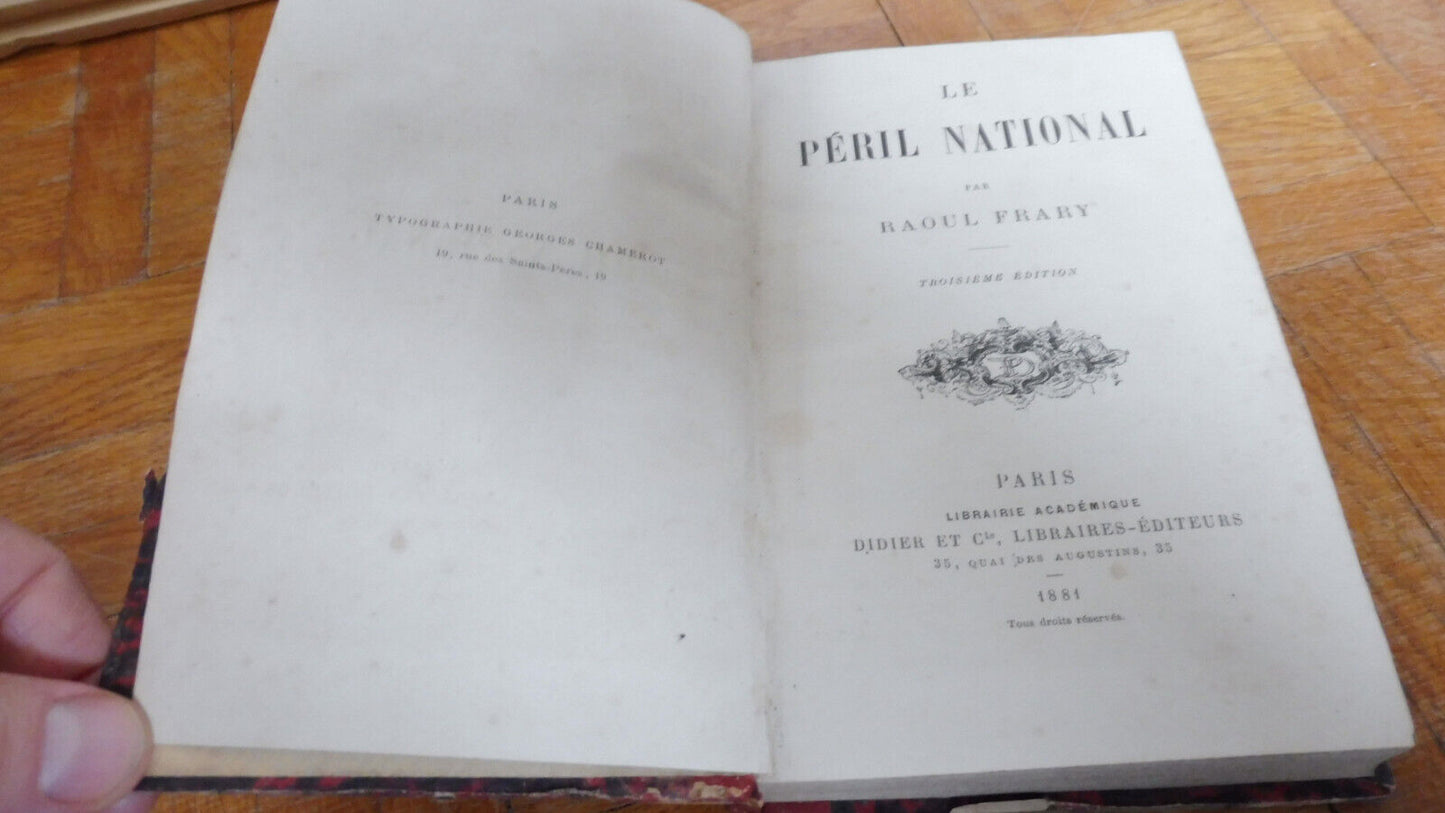 PARIS
TYPOGRAPHIE GEORGES CHAMEROT
19, rue des Saints-Pères, 19
LE
PÉRIL NATIONAL
PAR
RAOUL FRARY
TROISIÈME ÉDITION
PARIS
LIBRAIRIE ACADÉMIQUE
DIDIER ET Cie, LIBRAIRES-ÉDITEURS
35, QUAI DES AUGUSTINS, 35
1881
Tous droits réservés.